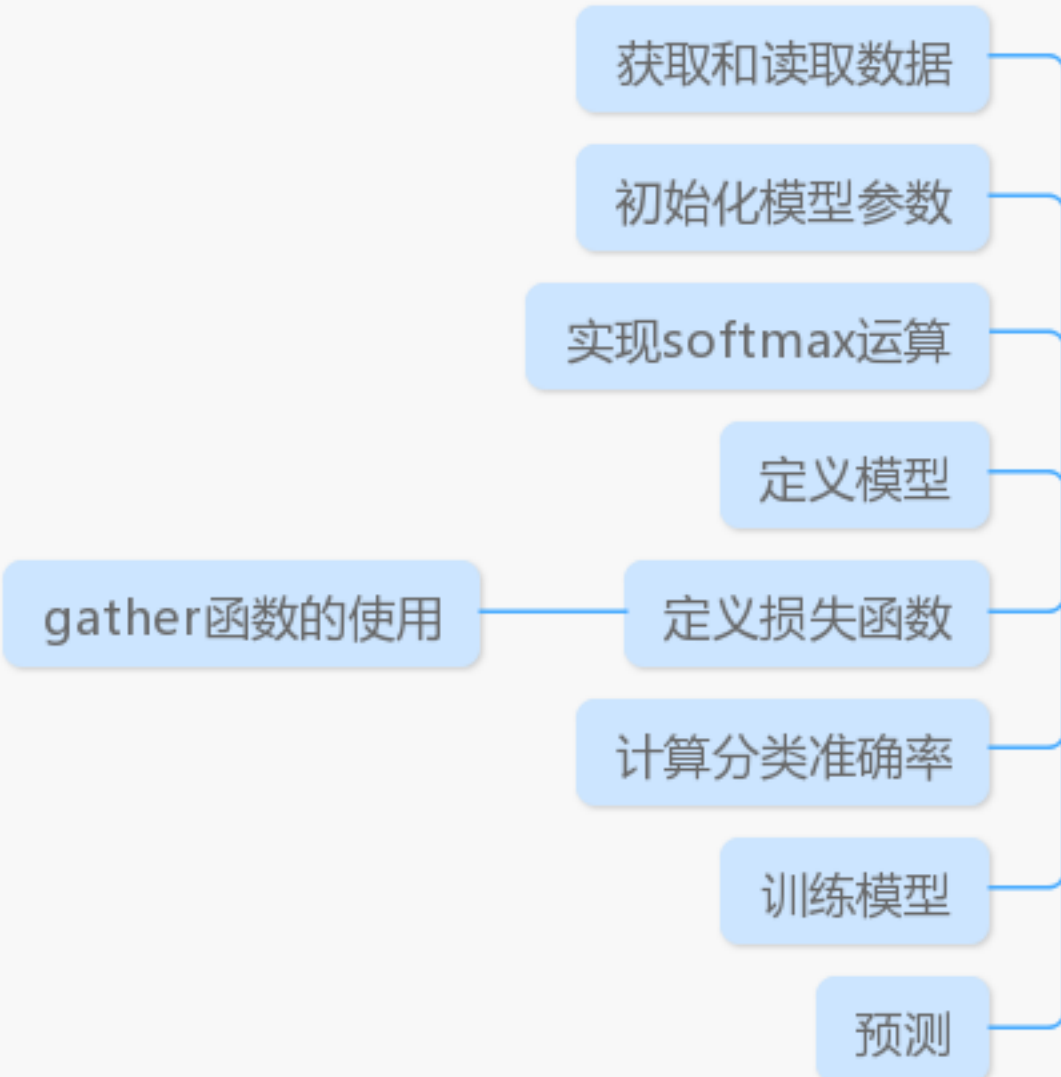 获取和读取数据
初始化模型参数
实现softmax运算
定义模型
gather函数的使用
定义损失函数
计算分类准确率
训练模型
预测